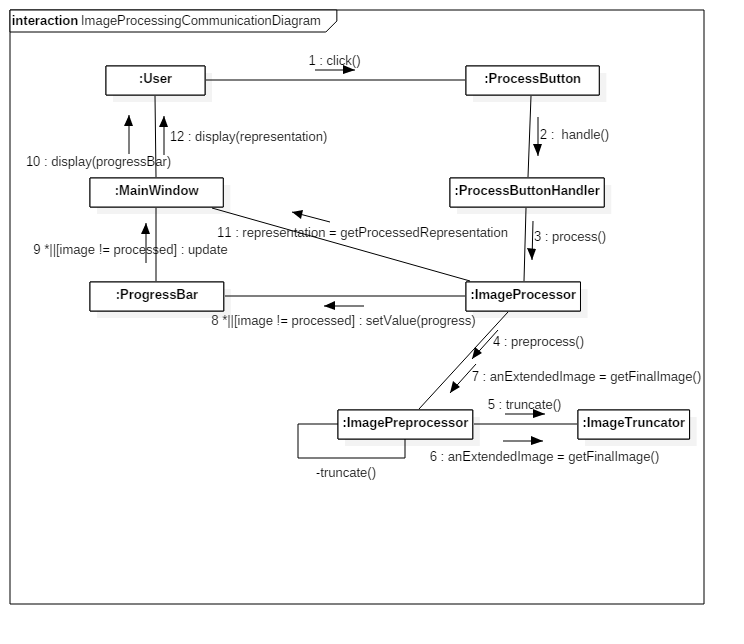 interaction ImageProcessingCommunicationDiagram
1 : click()
:User
:ProcessButton
12 : display(representation)
2 :  handle()
10 : display(progressBar)
:MainWindow
:ProcessButtonHandler
11 : representation = getProcessedRepresentation
3 : process()
9 *||[image != processed] : update
:ProgressBar
:ImageProcessor
8 *||[image != processed] : setValue(progress)
4 : preprocess()
7 : anExtendedImage = getFinalImage()
5 : truncate()
:ImagePreprocessor
:ImageTruncator
6 : anExtendedImage = getFinalImage()
-truncate()